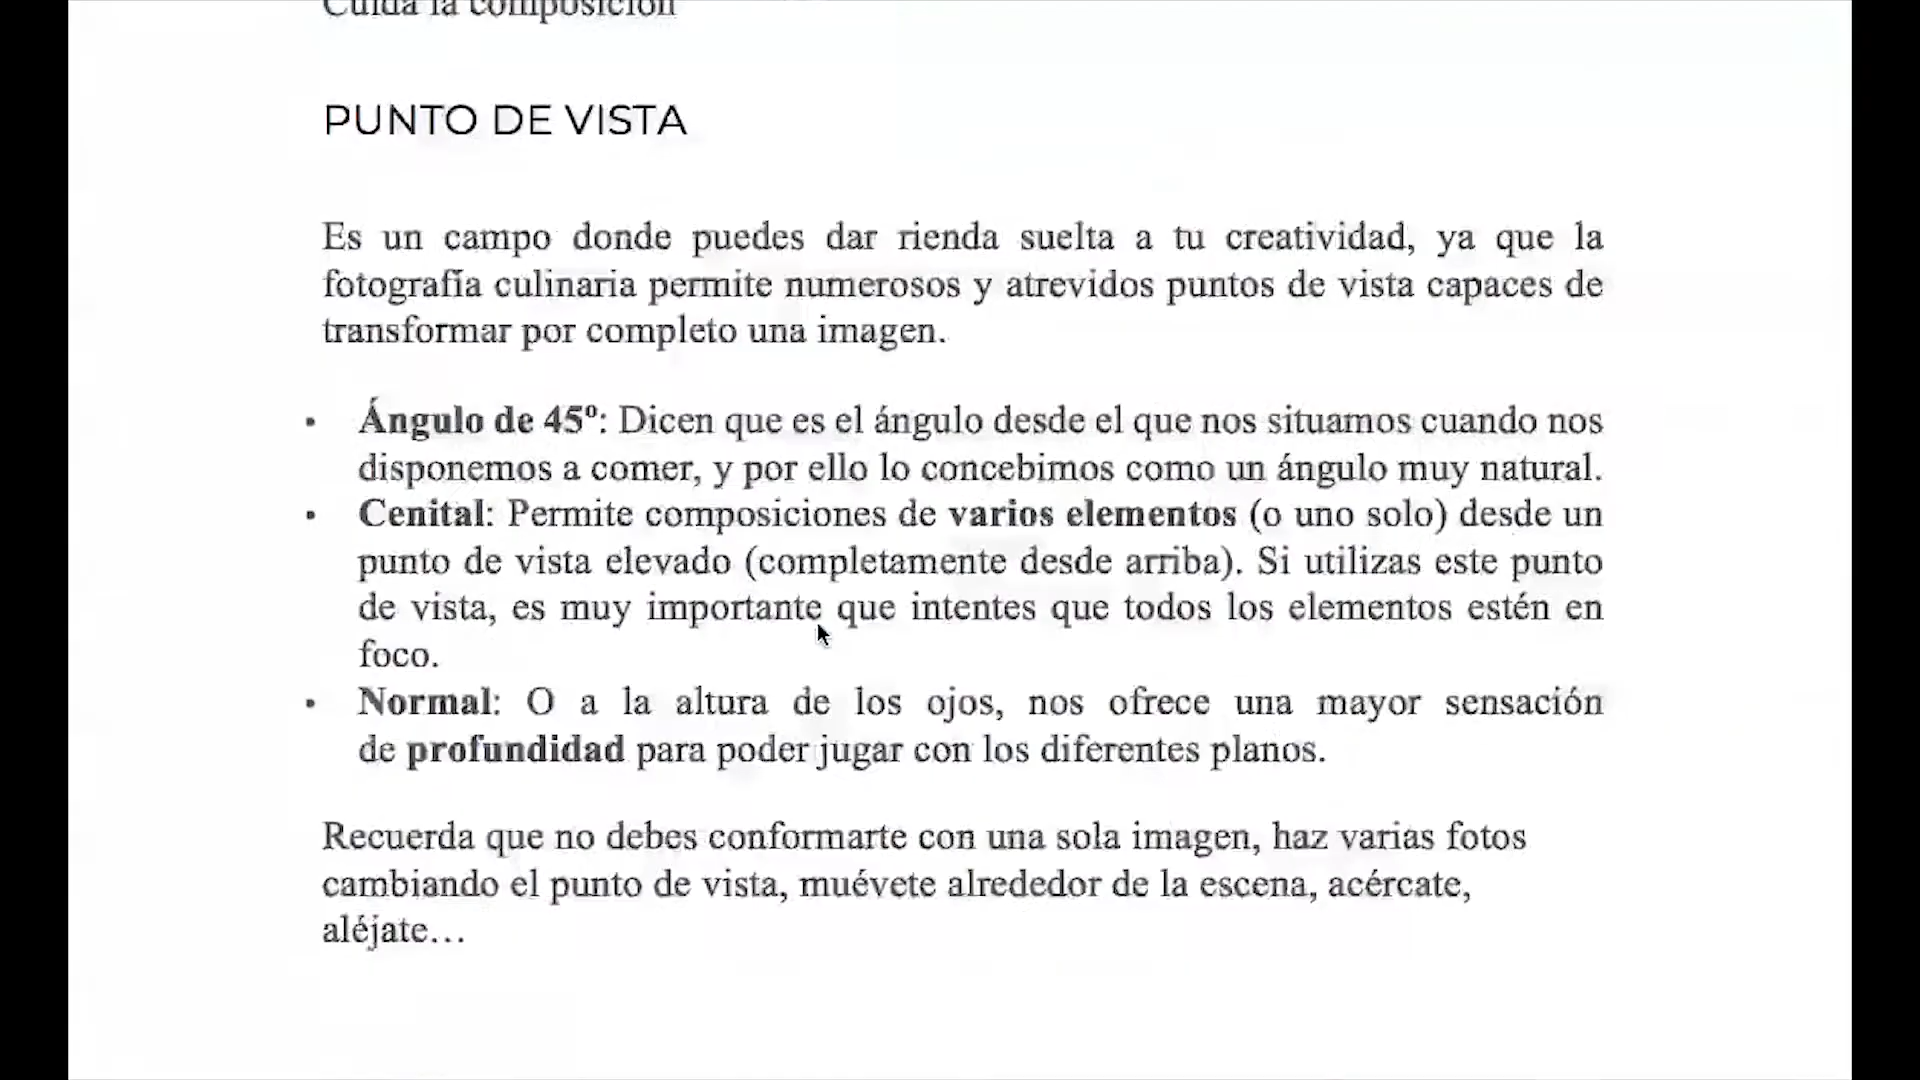 Cuida la composición
PUNTO DE VISTA
Es un campo donde puedes dar rienda suelta a tu creatividad, ya que la
fotografía culinaria permite numerosos y atrevidos puntos de vista capaces de
transformar por completo una imagen.
• Ángulo de 45º: Dicen que es el ángulo desde el que nos situamos cuando nos
disponemos a comer, y por ello lo concebimos como un ángulo muy natural.
• Cenital: Permite composiciones de varios elementos (o uno solo) desde un
punto de vista elevado (completamente desde arriba). Si utilizas este punto
de vista, es muy importante que intentes que todos los elementos estén en
foco.
• Normal: O a la altura de los ojos, nos ofrece una mayor sensación
de profundidad para poder jugar con los diferentes planos.
Recuerda que no debes conformarte con una sola imagen, haz varias fotos
cambiando el punto de vista, muévete alrededor de la escena, acércate,
aléjate…